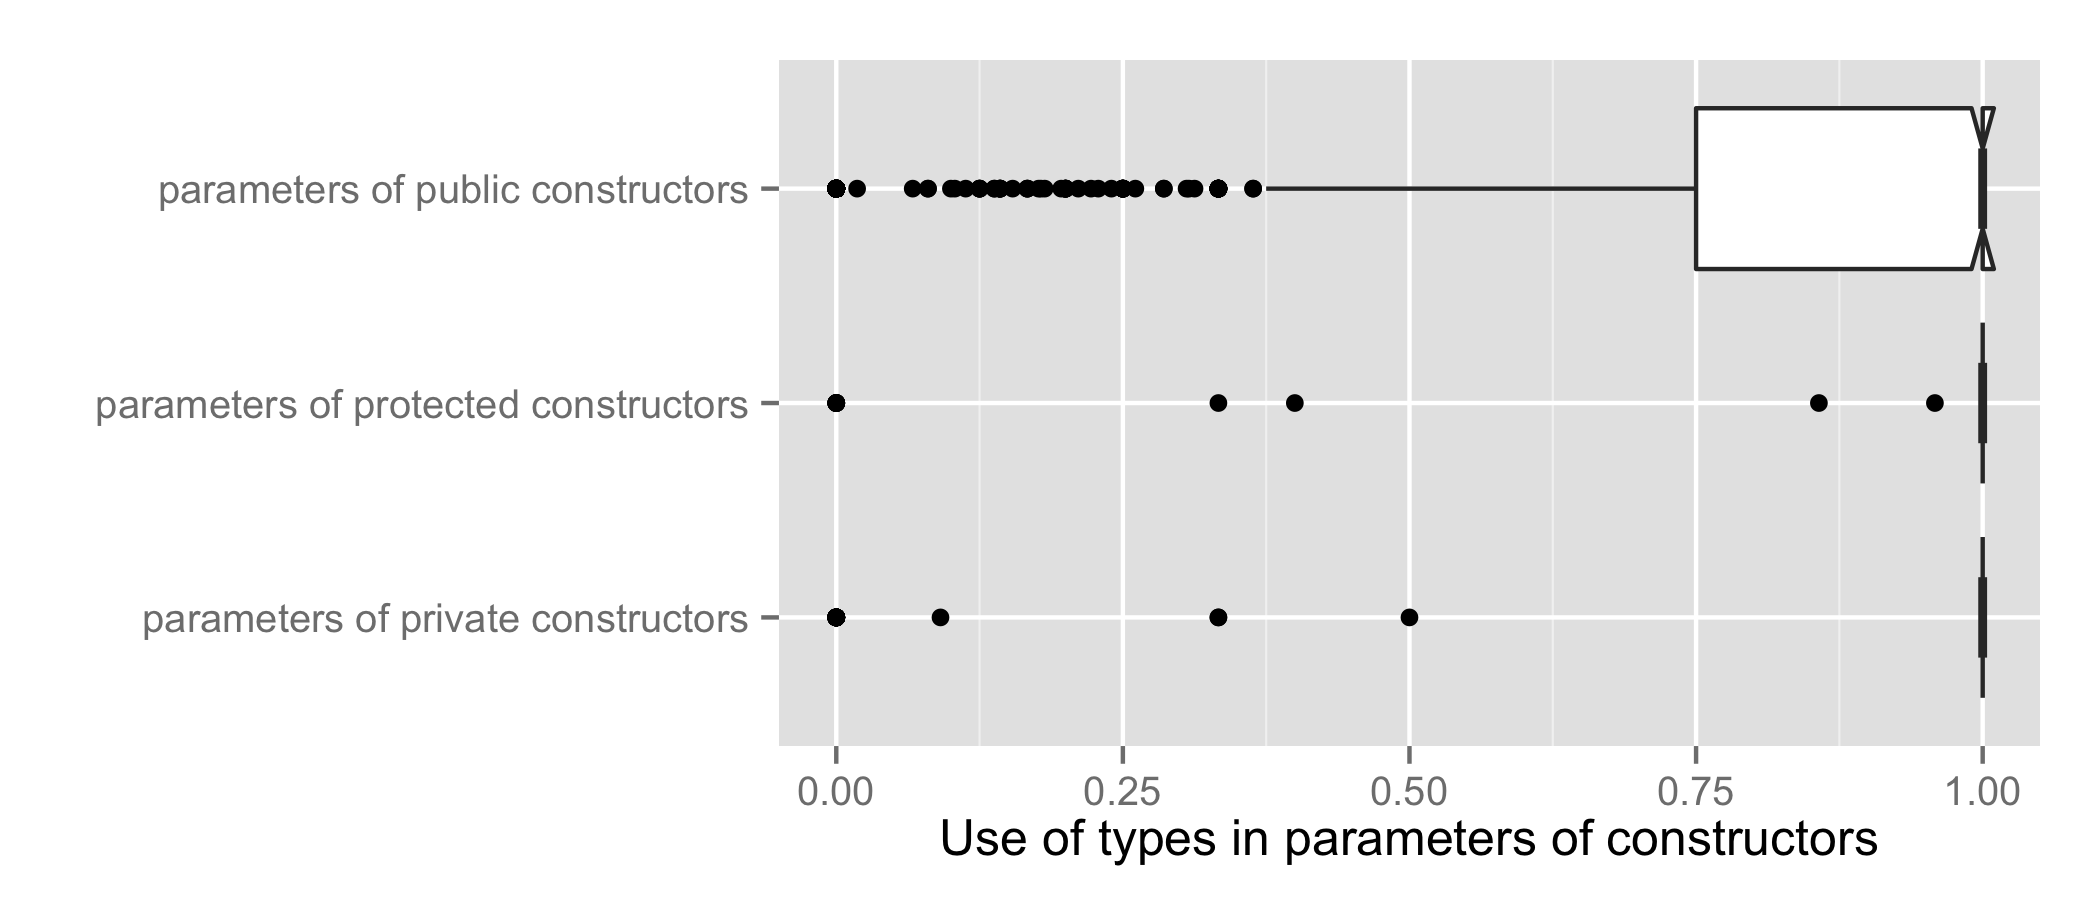 parameters of public constructors
parameters of protected constructors
parameters of private constructors
0.00 0.25 0.50 0.75 1.00
Use of types in parameters of constructors